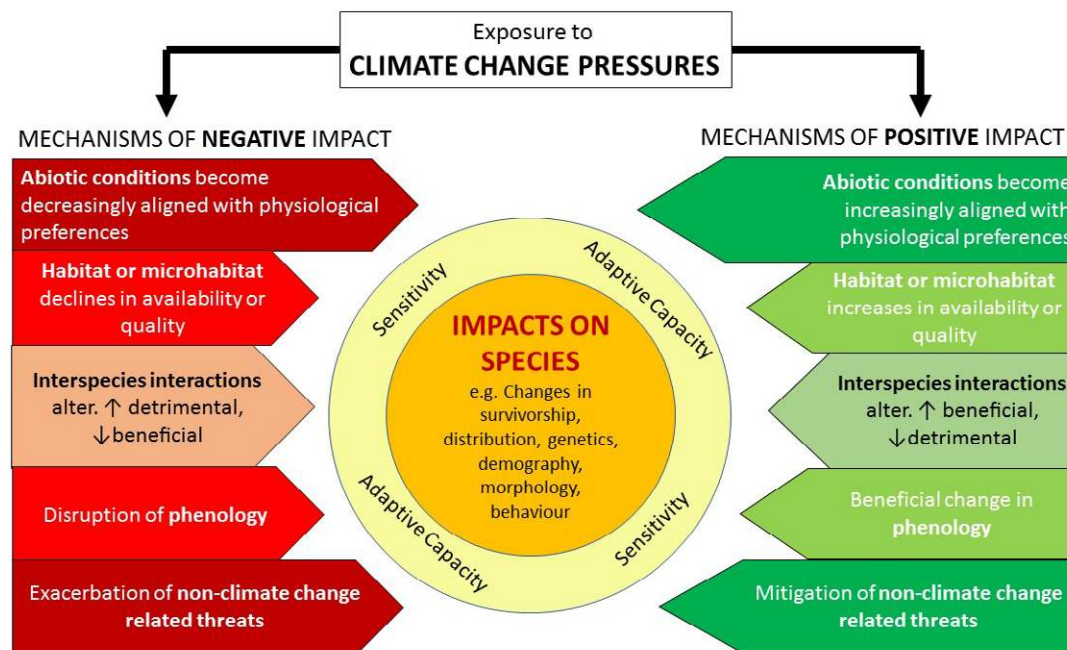 Exposure to
CLIMATE CHANGE PRESSURES
MECHANISMS OF NEGATIVE IMPACT
Abiotic conditions become
decreasingly aligned with physiological
preferences
Habitat or microhabitat
declines in availability or
quality
Interspecies interactions
alter. ↑ detrimental,
↓beneficial
Disruption of phenology
Exacerbation of non-climate change
related threats
Sensitivity
Adaptive Capacity
IMPACTS ON
SPECIES
e.g. Changes in
survivorship,
distribution, genetics,
demography,
morphology,
behaviour
Adaptive Capacity
Sensitivity
MECHANISMS OF POSITIVE IMPACT
Abiotic conditions become
increasingly aligned with
physiological preferences
Habitat or microhabitat
increases in availability or
quality
Interspecies interactions
alter. ↑ beneficial,
↓detrimental
Beneficial change in
phenology
Mitigation of non-climate change
related threats